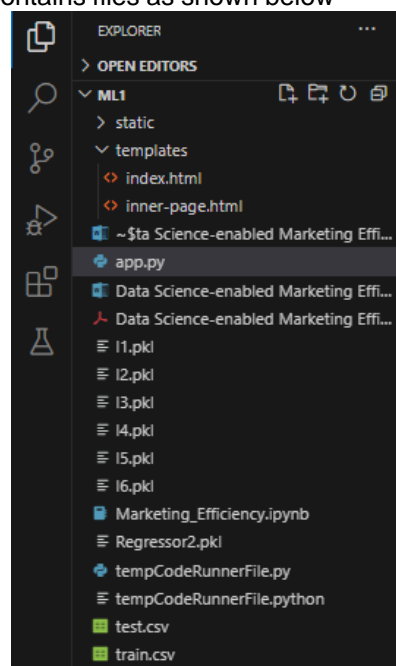 contains files as shown below
EXPLORER
OPEN EDITORS
ML1
static
templates
index.html
inner-page.html
~$ta Science-enabled Marketing Effi...
app.py
Data Science-enabled Marketing Effi...
Data Science-enabled Marketing Effi...
l1.pkl
l2.pkl
l3.pkl
l4.pkl
l5.pkl
l6.pkl
Marketing_Efficiency.ipynb
Regressor2.pkl
tempCodeRunnerFile.py
tempCodeRunnerFile.python
test.csv
train.csv